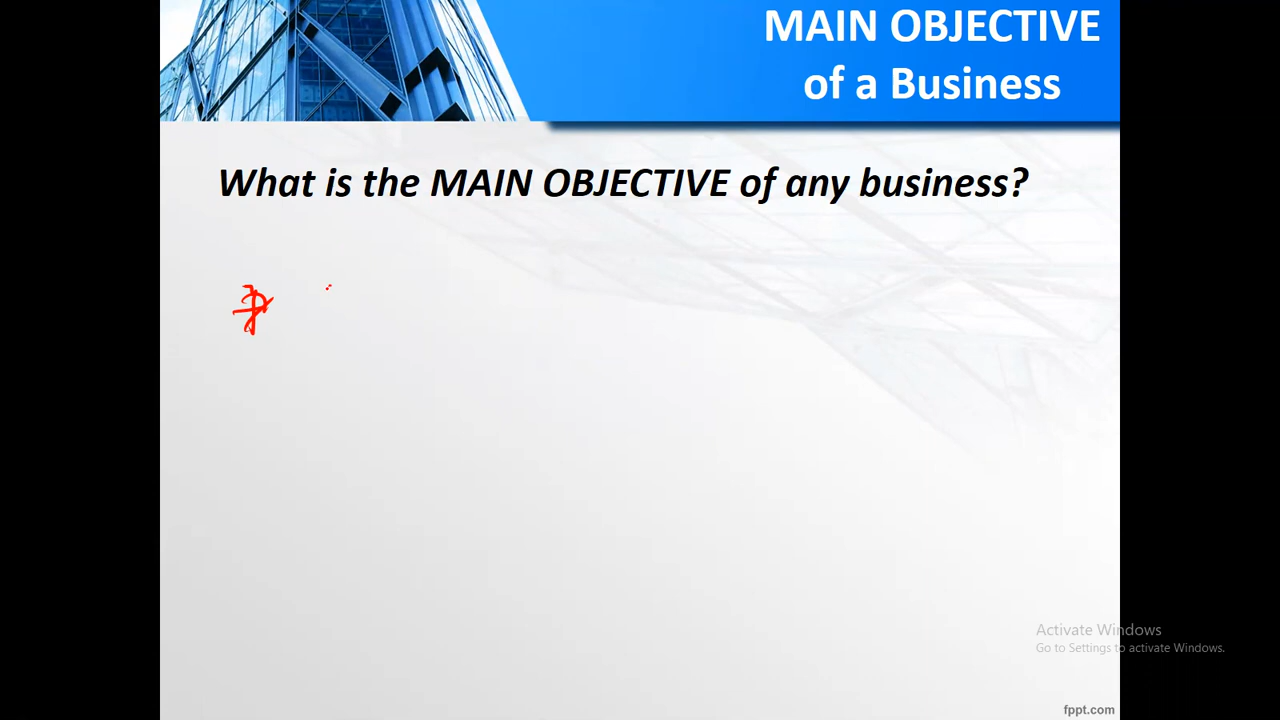 MAIN OBJECTIVE
of a Business
What is the MAIN OBJECTIVE of any business?
Activate Windows
Go to Settings to activate Windows.
fppt.com